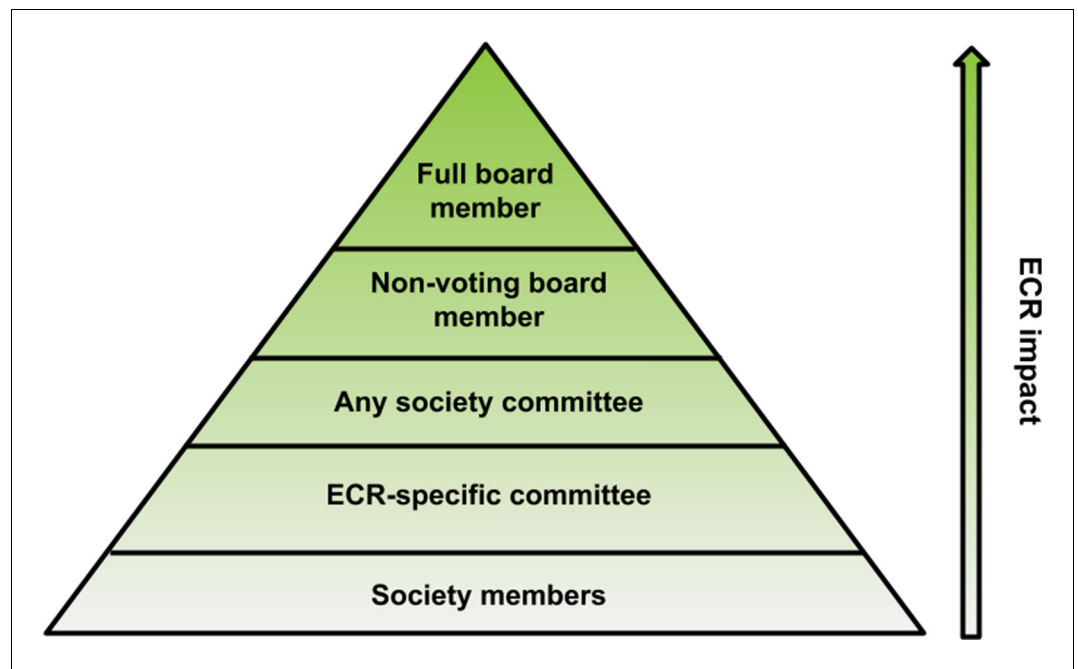 Full board
member
Non-voting board
member
Any society committee
ECR-specific committee
Society members
ECR impact